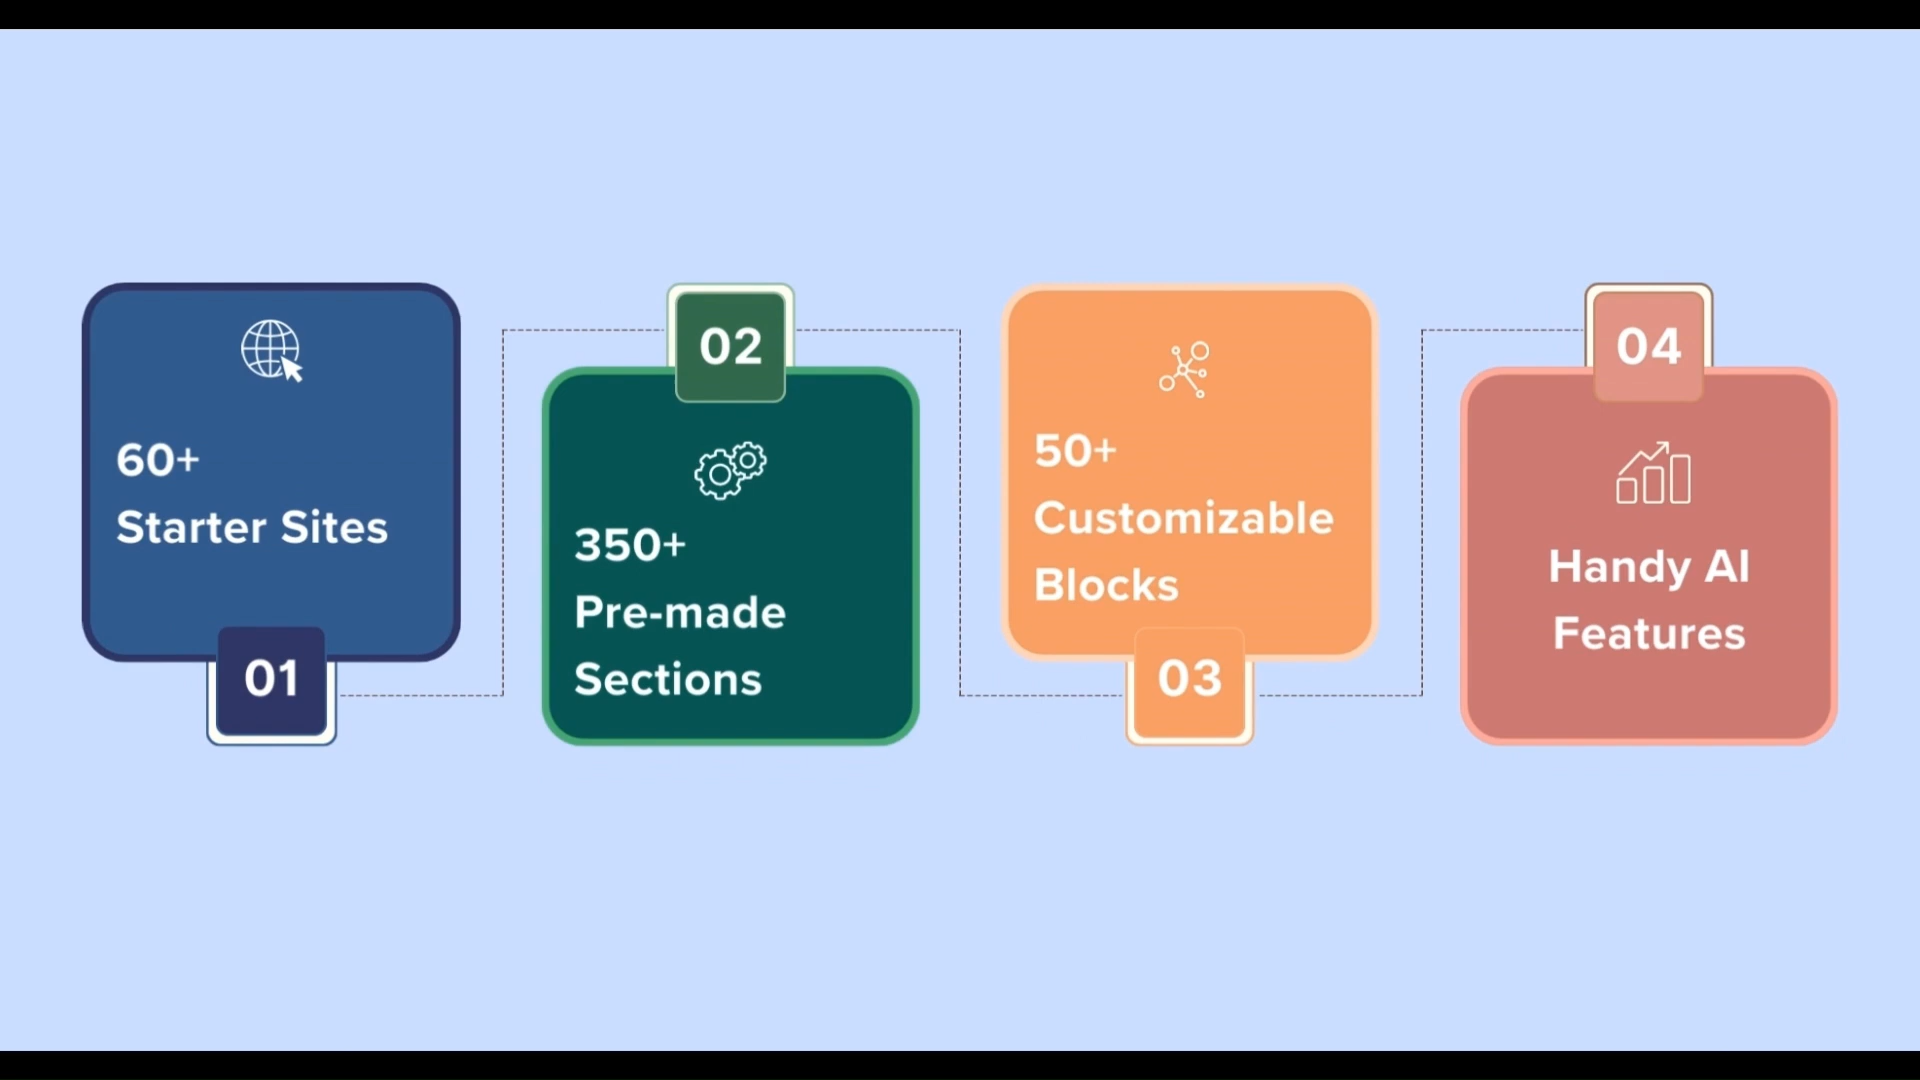 60+
Starter Sites
01
02
350+
Pre-made
Sections
50+
Customizable
Blocks
03
04
Handy AI
Features